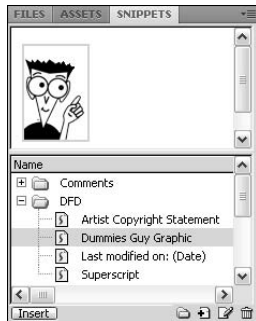 FILES ASSETS SNIPPETS
Name
Comments
DFD
Artist Copyright Statement
Dummies Guy Graphic
Last modified on: (Date)
Superscript
Insert